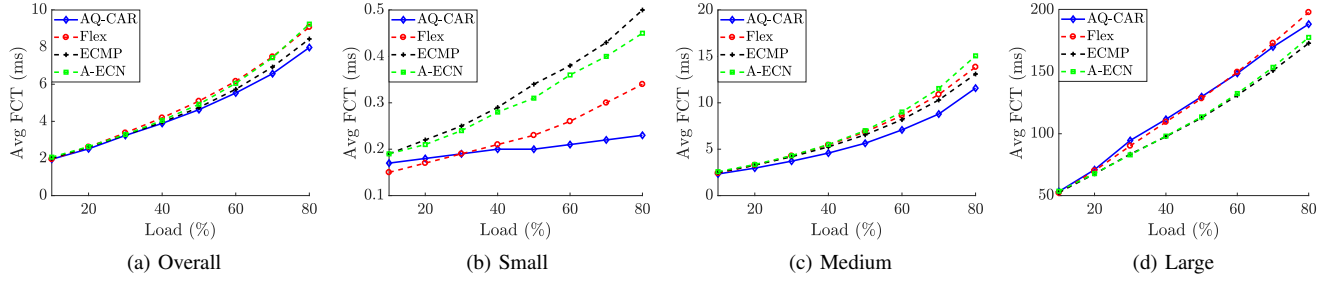 10
8
6
4
2
0
Avg FCT (ms)
AQ-CAR
Flex
ECMP
A-ECN
20 40 60 80
Load (%)
(a) Overall
0.5
0.4
0.3
0.2
0.1
Avg FCT (ms)
AQ-CAR
Flex
ECMP
A-ECN
20 40 60 80
Load (%)
(b) Small
20
15
10
5
0
Avg FCT (ms)
AQ-CAR
Flex
ECMP
A-ECN
20 40 60 80
Load (%)
(c) Medium
200
150
100
50
Avg FCT (ms)
AQ-CAR
Flex
ECMP
A-ECN
20 40 60 80
Load (%)
(d) Large